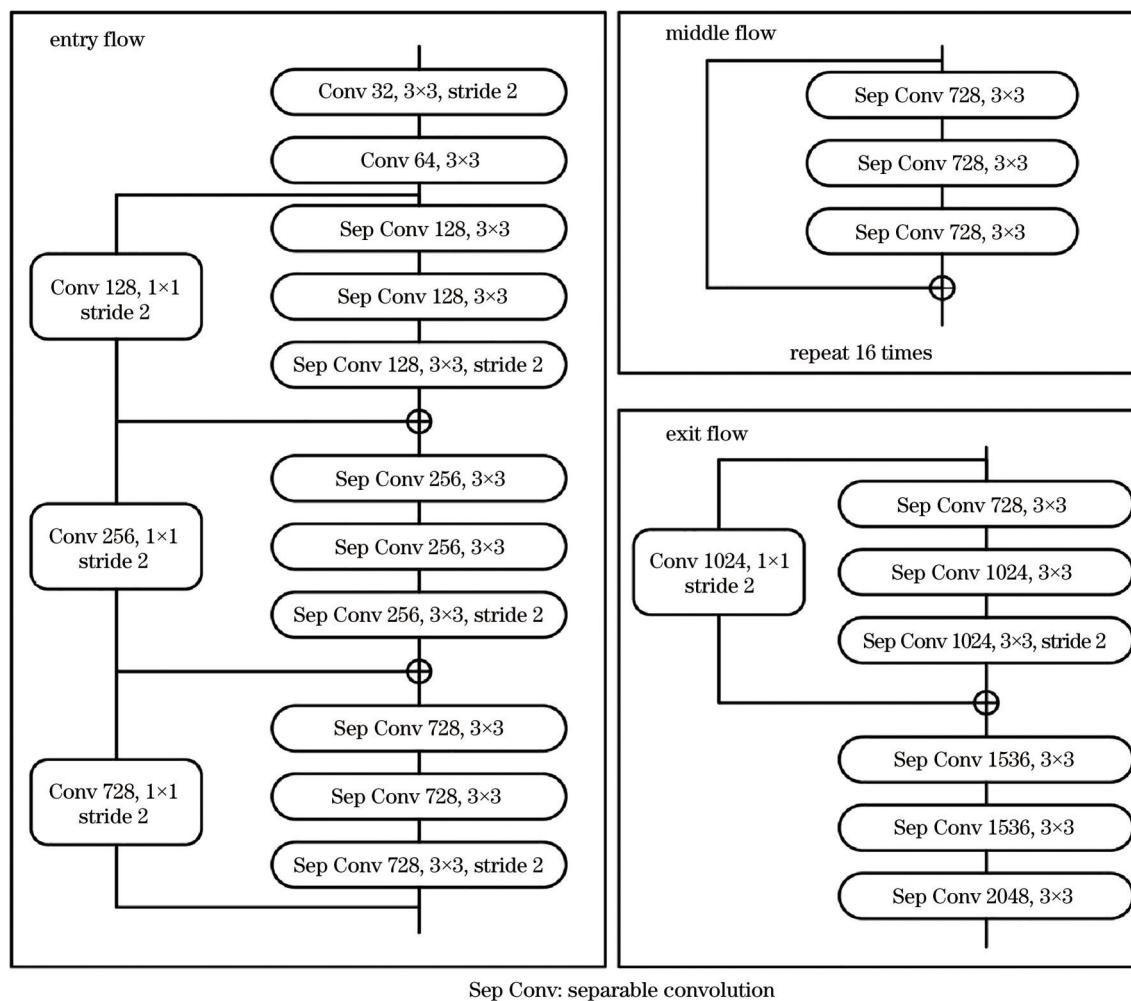 entry flow
Conv 32, 3×3, stride 2
Conv 64, 3×3
Sep Conv 128, 3×3
Conv 128, 1×1
stride 2
Sep Conv 128, 3×3
Sep Conv 128, 3×3, stride 2
Sep Conv 256, 3×3
Conv 256, 1×1
stride 2
Sep Conv 256, 3×3
Sep Conv 256, 3×3, stride 2
Sep Conv 728, 3×3
Conv 728, 1×1
stride 2
Sep Conv 728, 3×3
Sep Conv 728, 3×3, stride 2
middle flow
Sep Conv 728, 3×3
Sep Conv 728, 3×3
Sep Conv 728, 3×3
repeat 16 times
exit flow
Sep Conv 728, 3×3
Conv 1024, 1×1
stride 2
Sep Conv 1024, 3×3
Sep Conv 1024, 3×3, stride 2
Sep Conv 1536, 3×3
Sep Conv 1536, 3×3
Sep Conv 2048, 3×3
Sep Conv: separable convolution